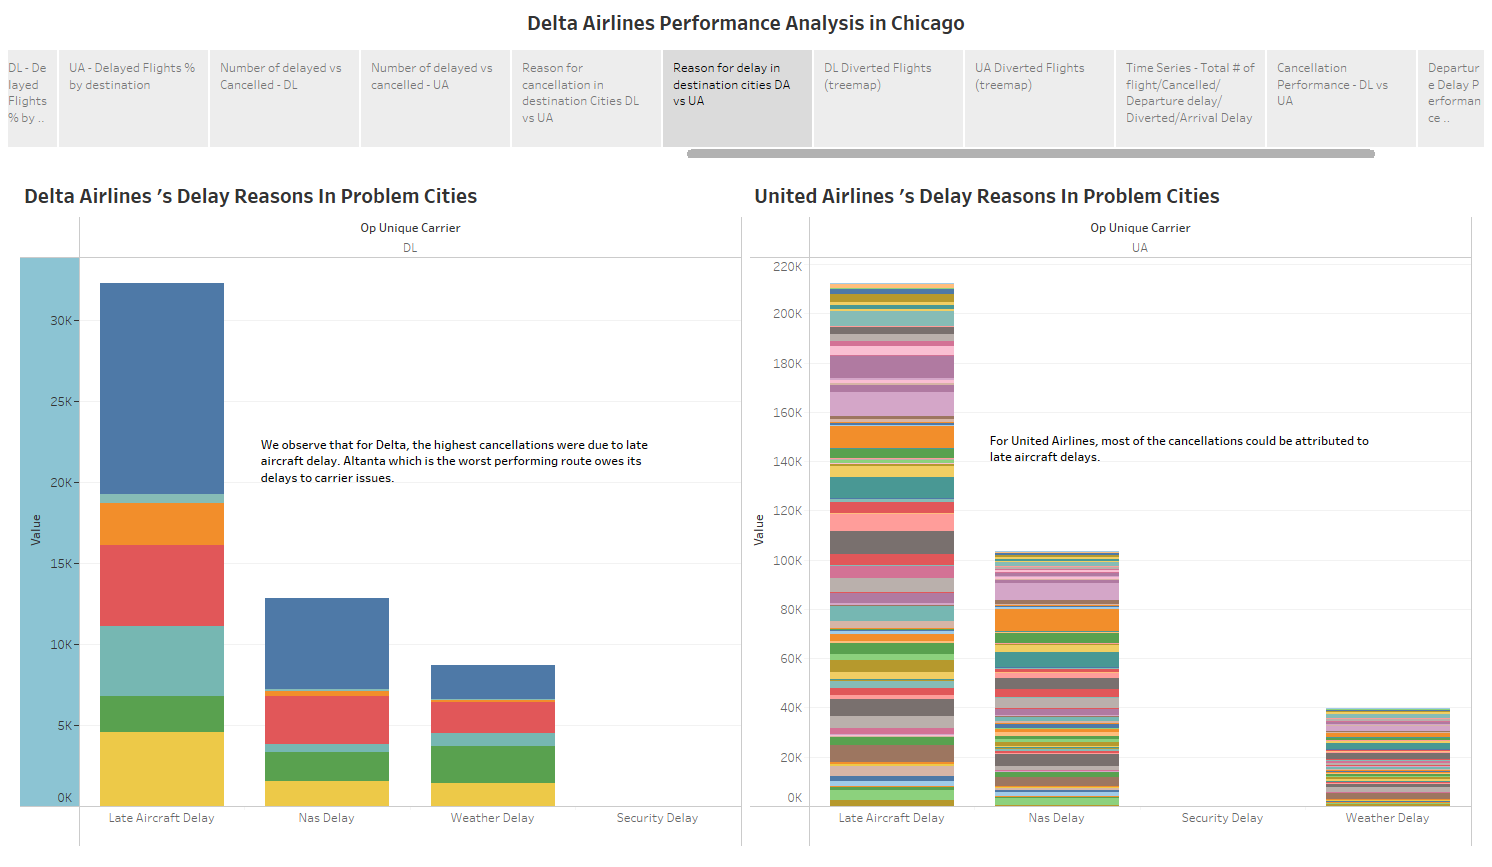 Delta Airlines Performance Analysis in Chicago
DL - De
layed
Flights
% by ..
UA - Delayed Flights %
by destination
Number of delayed vs
Cancelled - DL
Number of delayed vs
cancelled - UA
Reason for
cancellation in
destination Cities DL
vs UA
Reason for delay in
destination cities DA
vs UA
DL Diverted Flights
(treemap)
UA Diverted Flights
(treemap)
Time Series - Total # of
flight/Cancelled/
Departure delay/
Diverted/Arrival Delay
Cancellation
Performance - DL vs
UA
Departur
e Delay P
erforman
ce ..
Delta Airlines ’s Delay Reasons In Problem Cities
Op Unique Carrier
DL
30K
25K
20K
15K
10K
5K
0K
Value
We observe that for Delta, the highest cancellations were due to late
aircraft delay. Altanta which is the worst performing route owes its
delays to carrier issues.
Late Aircraft Delay
Nas Delay
Weather Delay
Security Delay
United Airlines ’s Delay Reasons In Problem Cities
Op Unique Carrier
UA
220K
200K
180K
160K
140K
120K
100K
80K
60K
40K
20K
0K
Value
For United Airlines, most of the cancellations could be attributed to
late aircraft delays.
Late Aircraft Delay
Nas Delay
Security Delay
Weather Delay